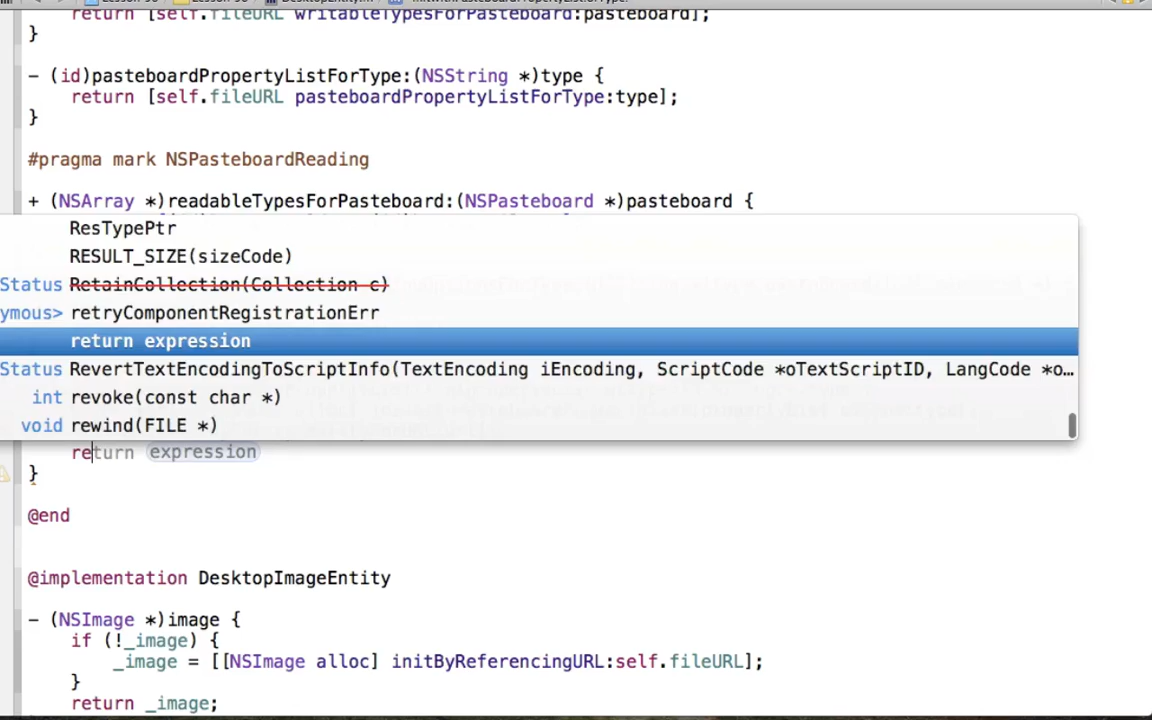 return [self.fileURL writableTypesForPasteboard:pasteboard];
}
- (id)pasteboardPropertyListForType:(NSString *)type {
return [self.fileURL pasteboardPropertyListForType:type];
}
#pragma mark NSPasteboardReading
+ (NSArray *)readableTypesForPasteboard:(NSPasteboard *)pasteboard {
ResTypePtr
RESULT_SIZE(sizeCode)
Status RetainCollection(Collection c)
ymous> retryComponentRegistrationErr
return expression
Status RevertTextEncodingToScriptInfo(TextEncoding iEncoding, ScriptCode *oTextScriptID, LangCode *o…
int revoke(const char *)
void rewind(FILE *)
return expression
}
@end
@implementation DesktopImageEntity
- (NSImage *)image {
if (!_image) {
_image = [[NSImage alloc] initByReferencingURL:self.fileURL];
}
return _image;